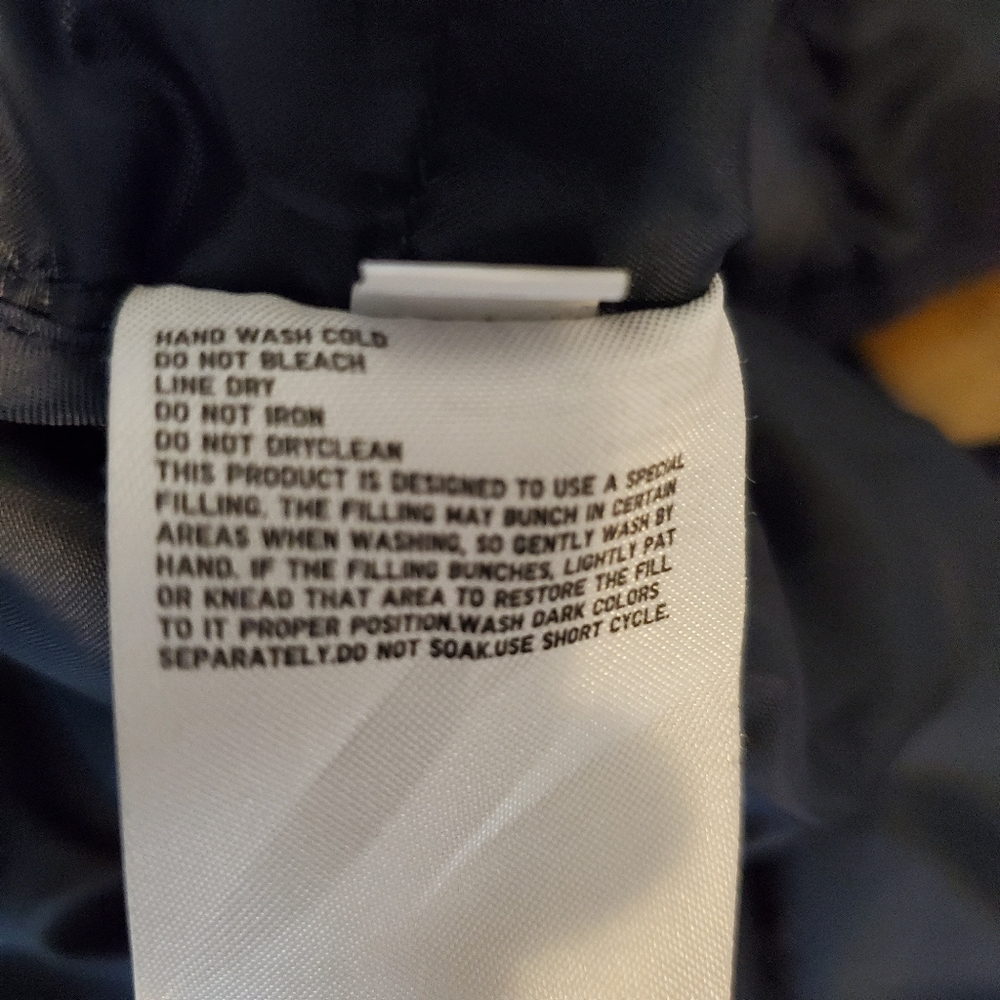 HAND WASH COLD
DO NOT BLEACH
LINE DRY
DO NOT IRON
DO NOT DRYCLEAN
THIS PRODUCT IS DESIGNED TO USE A SPECIAL
FILLING. THE FILLING MAY BUNCH IN CERTAIN
AREAS WHEN WASHING, SO GENTLY WASH BY
HAND. IF THE FILLING BUNCHES, LIGHTLY PAT
OR KNEAD THAT AREA TO RESTORE THE FILL
TO IT PROPER POSITION.WASH DARK COLORS
SEPARATELY.DO NOT SOAK.USE SHORT CYCLE.